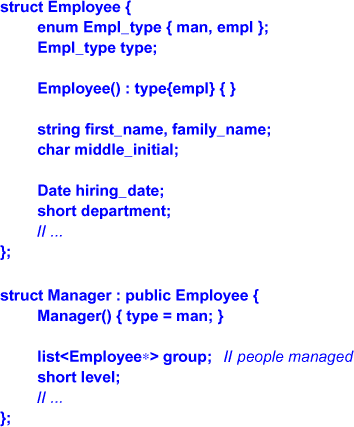 struct Employee {
enum Empl_type { man, empl };
Empl_type type;
Employee() : type{empl} { }
string first_name, family_name;
char middle_initial;
Date hiring_date;
short department;
// ...
};
struct Manager : public Employee {
Manager() { type = man; }
list<Employee∗> group; // people managed
short level;
// ...
};